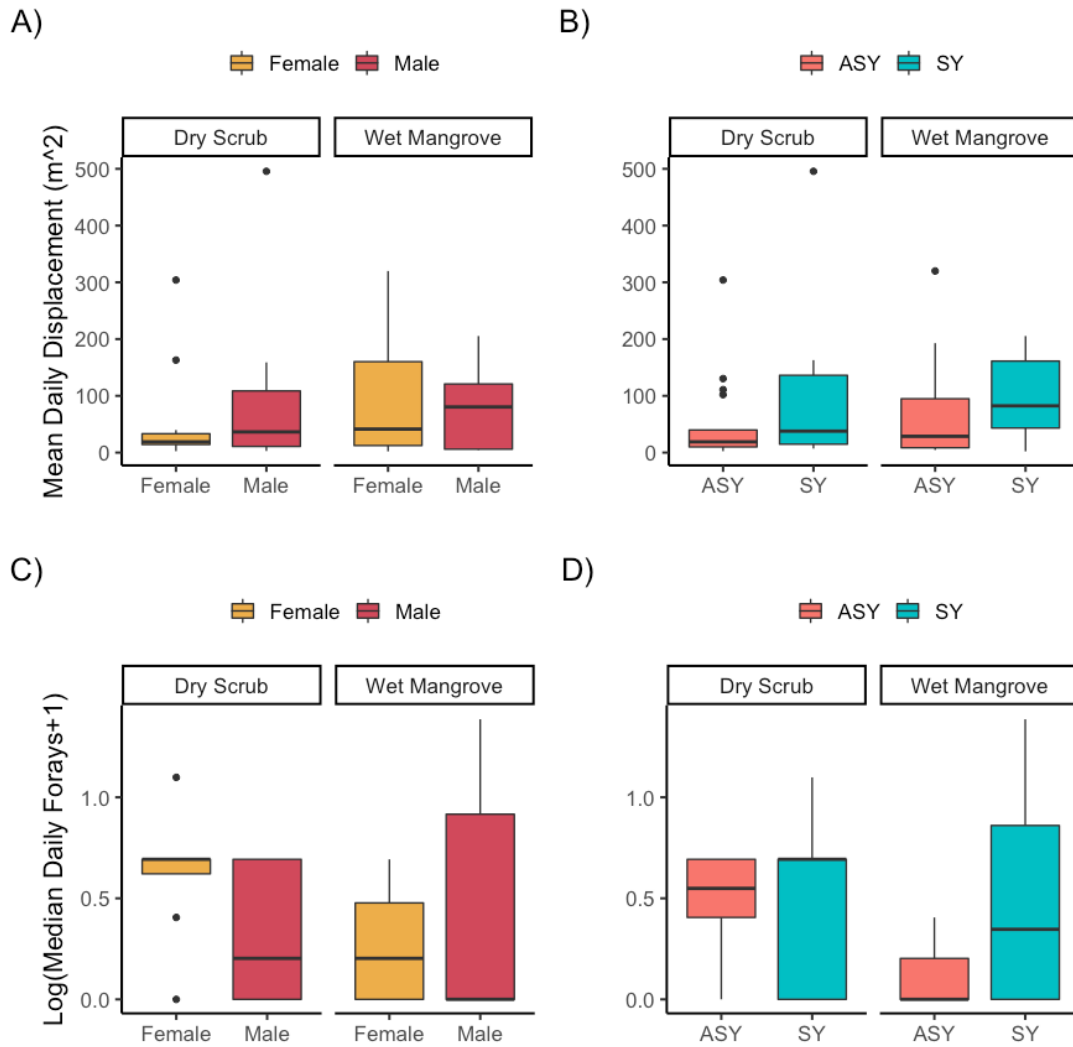 A)
Female Male
Dry Scrub Wet Mangrove
Mean Daily Displacement (m^2)
500
400
300
200
100
0
Female Male Female Male
B)
ASY SY
Dry Scrub Wet Mangrove
500
400
300
200
100
0
ASY SY ASY SY
C)
Female Male
Dry Scrub Wet Mangrove
Log(Median Daily Forays+1)
1.0
0.5
0.0
Female Male Female Male
D)
ASY SY
Dry Scrub Wet Mangrove
1.0
0.5
0.0
ASY SY ASY SY